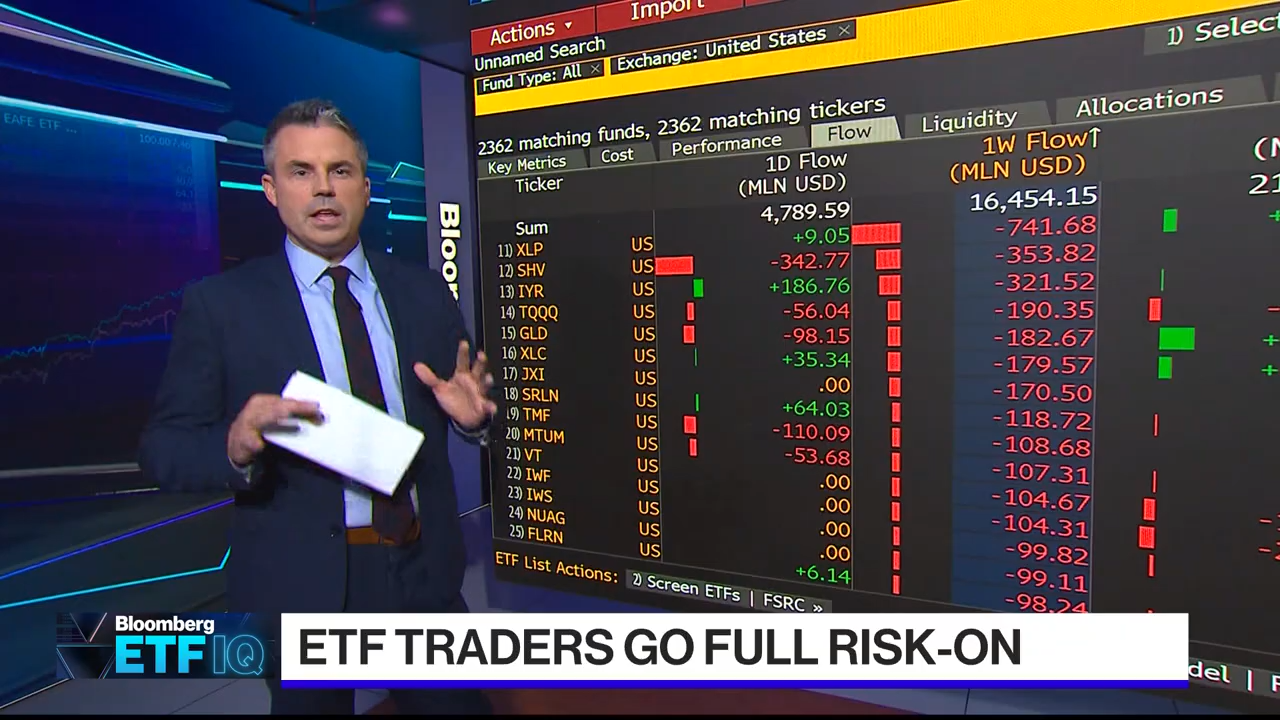 EAFE ETF ...
Bloom
Actions ▾
Import
Unnamed Search
Fund Type: All ×
Exchange: United States ×
1) Selec
2362 matching funds, 2362 matching tickers
Key Metrics
Cost
Performance
Flow
Liquidity
Allocations
Ticker
1D Flow
(MLN USD)
1W Flow↑
(MLN USD)
Sum 4,789.59 16,454.15 21
11) XLP US +9.05 -741.68
12) SHV US -342.77 -353.82
13) IYR US +186.76 -321.52
14) TQQQ US -56.04 -190.35
15) GLD US -98.15 -182.67
16) XLC US +35.34 -179.57
17) JXI US .00 -170.50
18) SRLN US +64.03 -118.72
19) TMF US -110.09 -108.68
20) MTUM US -53.68 -107.31
21) VT US .00 -104.67
22) IWF US .00 -104.31
23) IWS US .00 -99.82
24) NUAG US .00 -99.11
25) FLRN US +6.14 -98.24
ETF List Actions: 2) Screen ETFs | FSRC »
del |
Bloomberg
ETF IQ
ETF TRADERS GO FULL RISK-ON